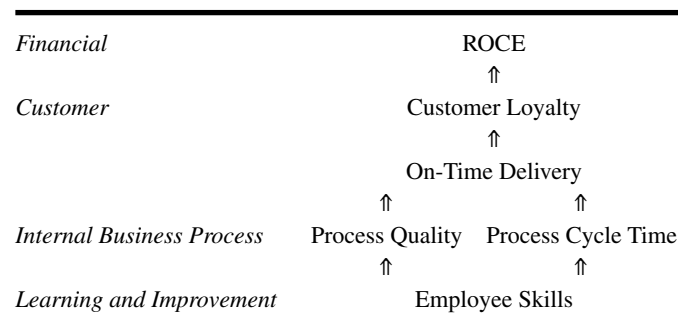 Financial ROCE
⇑
Customer Customer Loyalty
⇑
On-Time Delivery
⇑ ⇑
Internal Business Process Process Quality Process Cycle Time
⇑ ⇑
Learning and Improvement Employee Skills